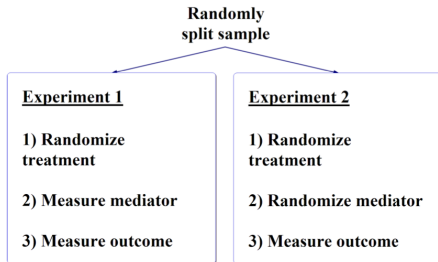 Randomly
split sample
Experiment 1
1) Randomize
treatment
2) Measure mediator
3) Measure outcome
Experiment 2
1) Randomize
treatment
2) Randomize mediator
3) Measure outcome